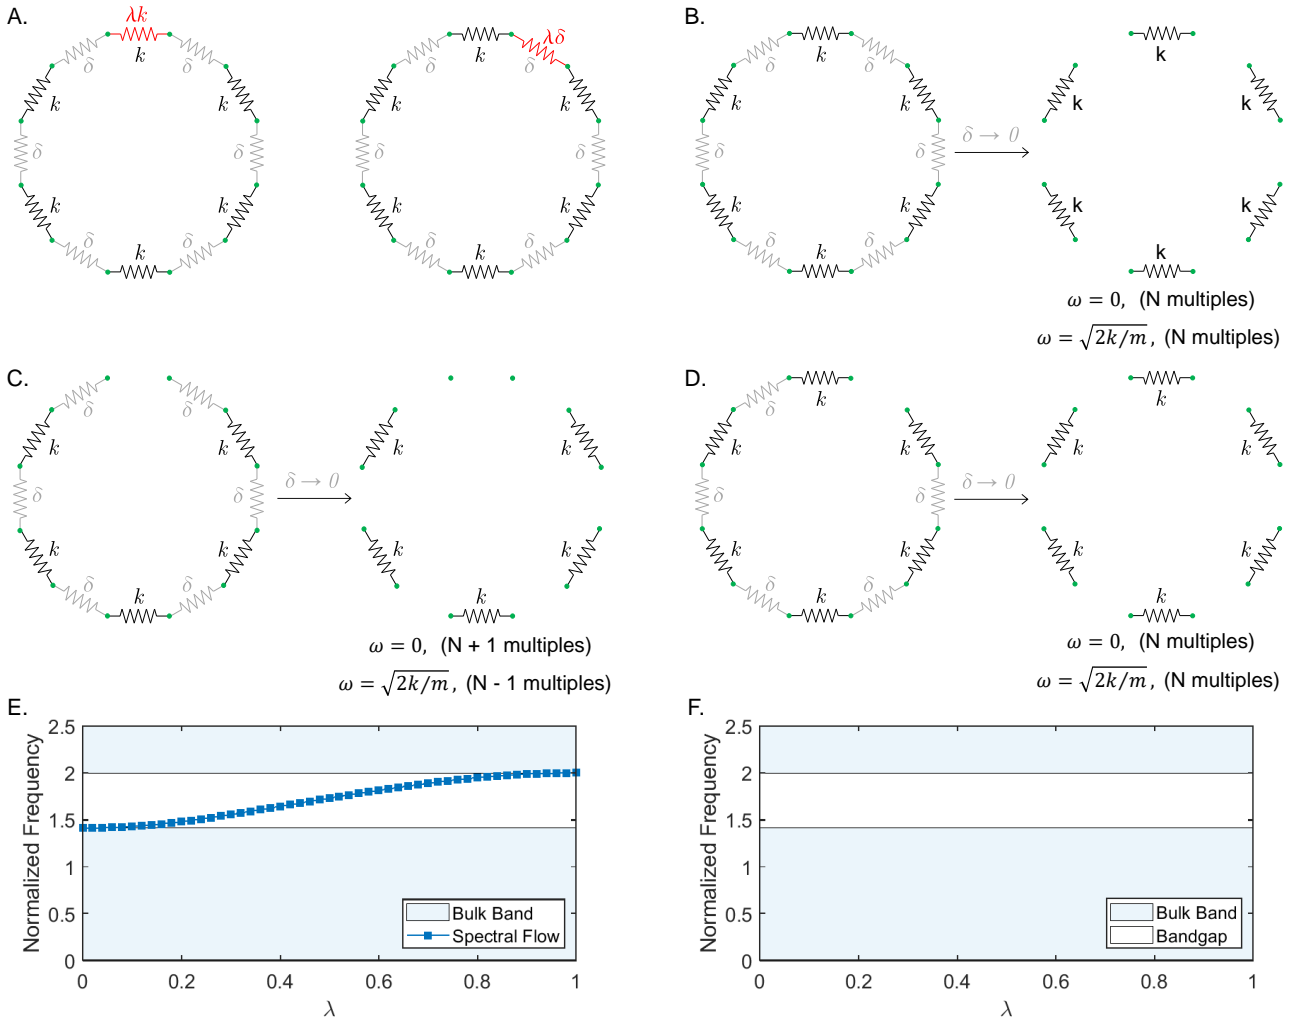 A.
λk
k
δ
δ
k
k
δ
δ
k
k
δ
δ
k
k
λδ
δ
δ
k
k
δ
δ
k
k
δ
δ
k
B.
k
δ
δ
k
k
δ
δ
k
k
δ
δ
k
δ → 0
k
k
k
k
k
k
ω = 0, (N multiples)
ω = √2k/m, (N multiples)
C.
δ
δ
k
k
δ
δ
k
k
δ
δ
k
δ → 0
k
k
k
k
k
ω = 0, (N + 1 multiples)
ω = √2k/m, (N - 1 multiples)
D.
k
δ
k
k
δ
δ
k
k
δ
δ
k
δ → 0
k
k
k
k
k
k
ω = 0, (N multiples)
ω = √2k/m, (N multiples)
E.
Normalized Frequency
2.5
2
1.5
1
0.5
0
0 0.2 0.4 0.6 0.8 1
λ
Bulk Band
Spectral Flow
F.
Normalized Frequency
2.5
2
1.5
1
0.5
0
0 0.2 0.4 0.6 0.8 1
λ
Bulk Band
Bandgap